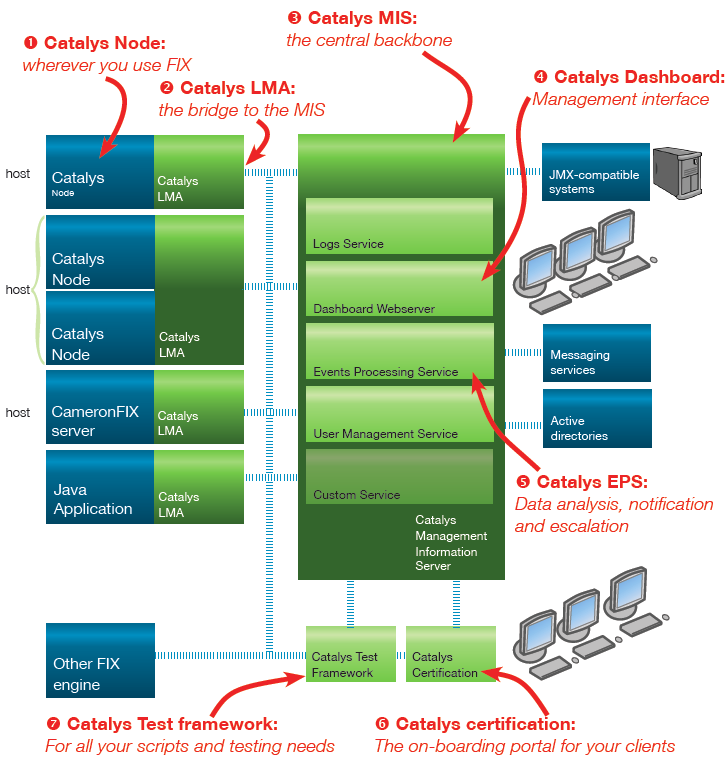 ❸ Catalys MIS:
the central backbone
❶ Catalys Node:
wherever you use FIX
❷ Catalys LMA:
the bridge to the MIS
❹ Catalys Dashboard:
Management interface
host
Catalys
Node
Catalys
LMA
JMX-compatible
systems
host
Catalys
Node
Catalys
Node
Catalys
LMA
Logs Service
Dashboard Webserver
Events Processing Service
User Management Service
Custom Service
Catalys
Management
Information
Server
Messaging
services
Active
directories
host
CameronFIX
server
Catalys
LMA
Java
Application
Catalys
LMA
❺ Catalys EPS:
Data analysis, notification
and escalation
Other FIX
engine
Catalys Test
Framework
Catalys
Certification
❼ Catalys Test framework:
For all your scripts and testing needs
❻ Catalys certification:
The on-boarding portal for your clients